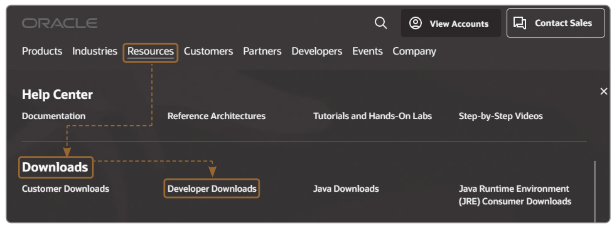 ORACLE
View Accounts
Contact Sales
Products Industries Resources Customers Partners Developers Events Company
Help Center
Documentation Reference Architectures Tutorials and Hands-On Labs Step-by-Step Videos
Downloads
Customer Downloads Developer Downloads Java Downloads Java Runtime Environment
(JRE) Consumer Downloads